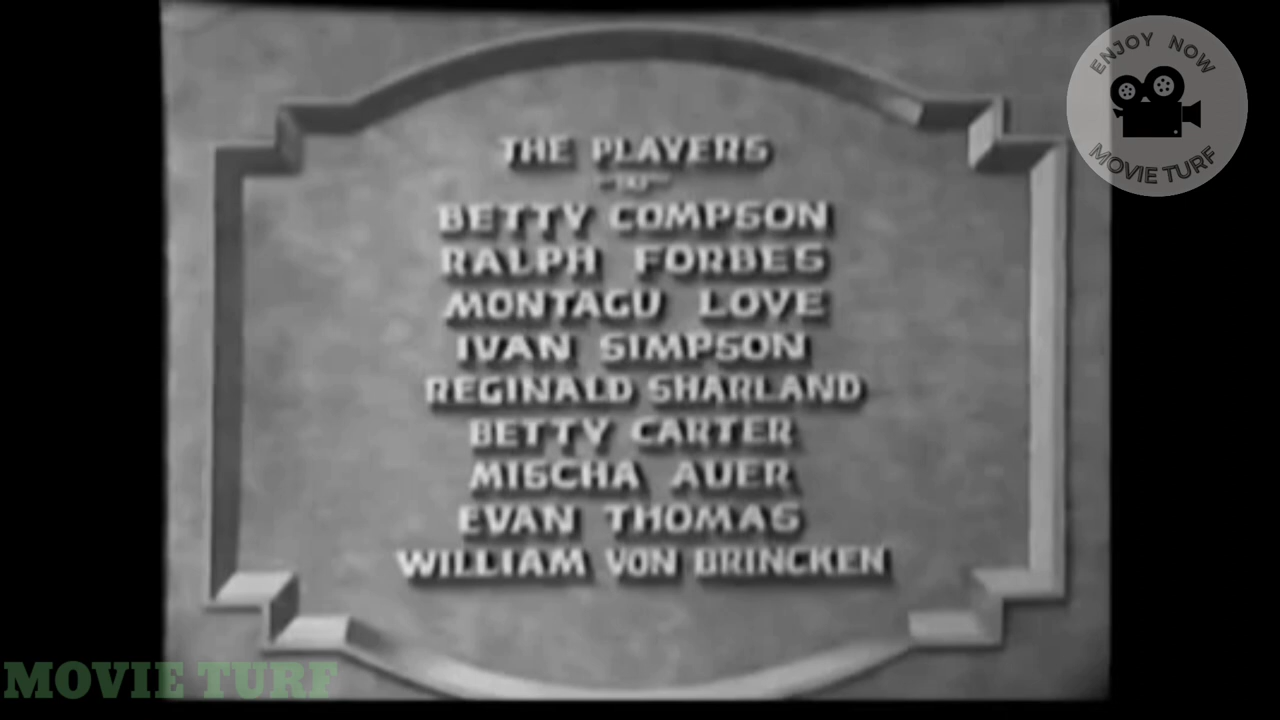 ENJOY NOW
MOVIE TURF
THE PLAYERS
BETTY COMPSON
RALPH FORBES
MONTAGU LOVE
IVAN SIMPSON
REGINALD SHARLAND
BETTY CARTER
MISCHA AUER
EVAN THOMAS
WILLIAM VON BRINCKEN
MOVIE TURF